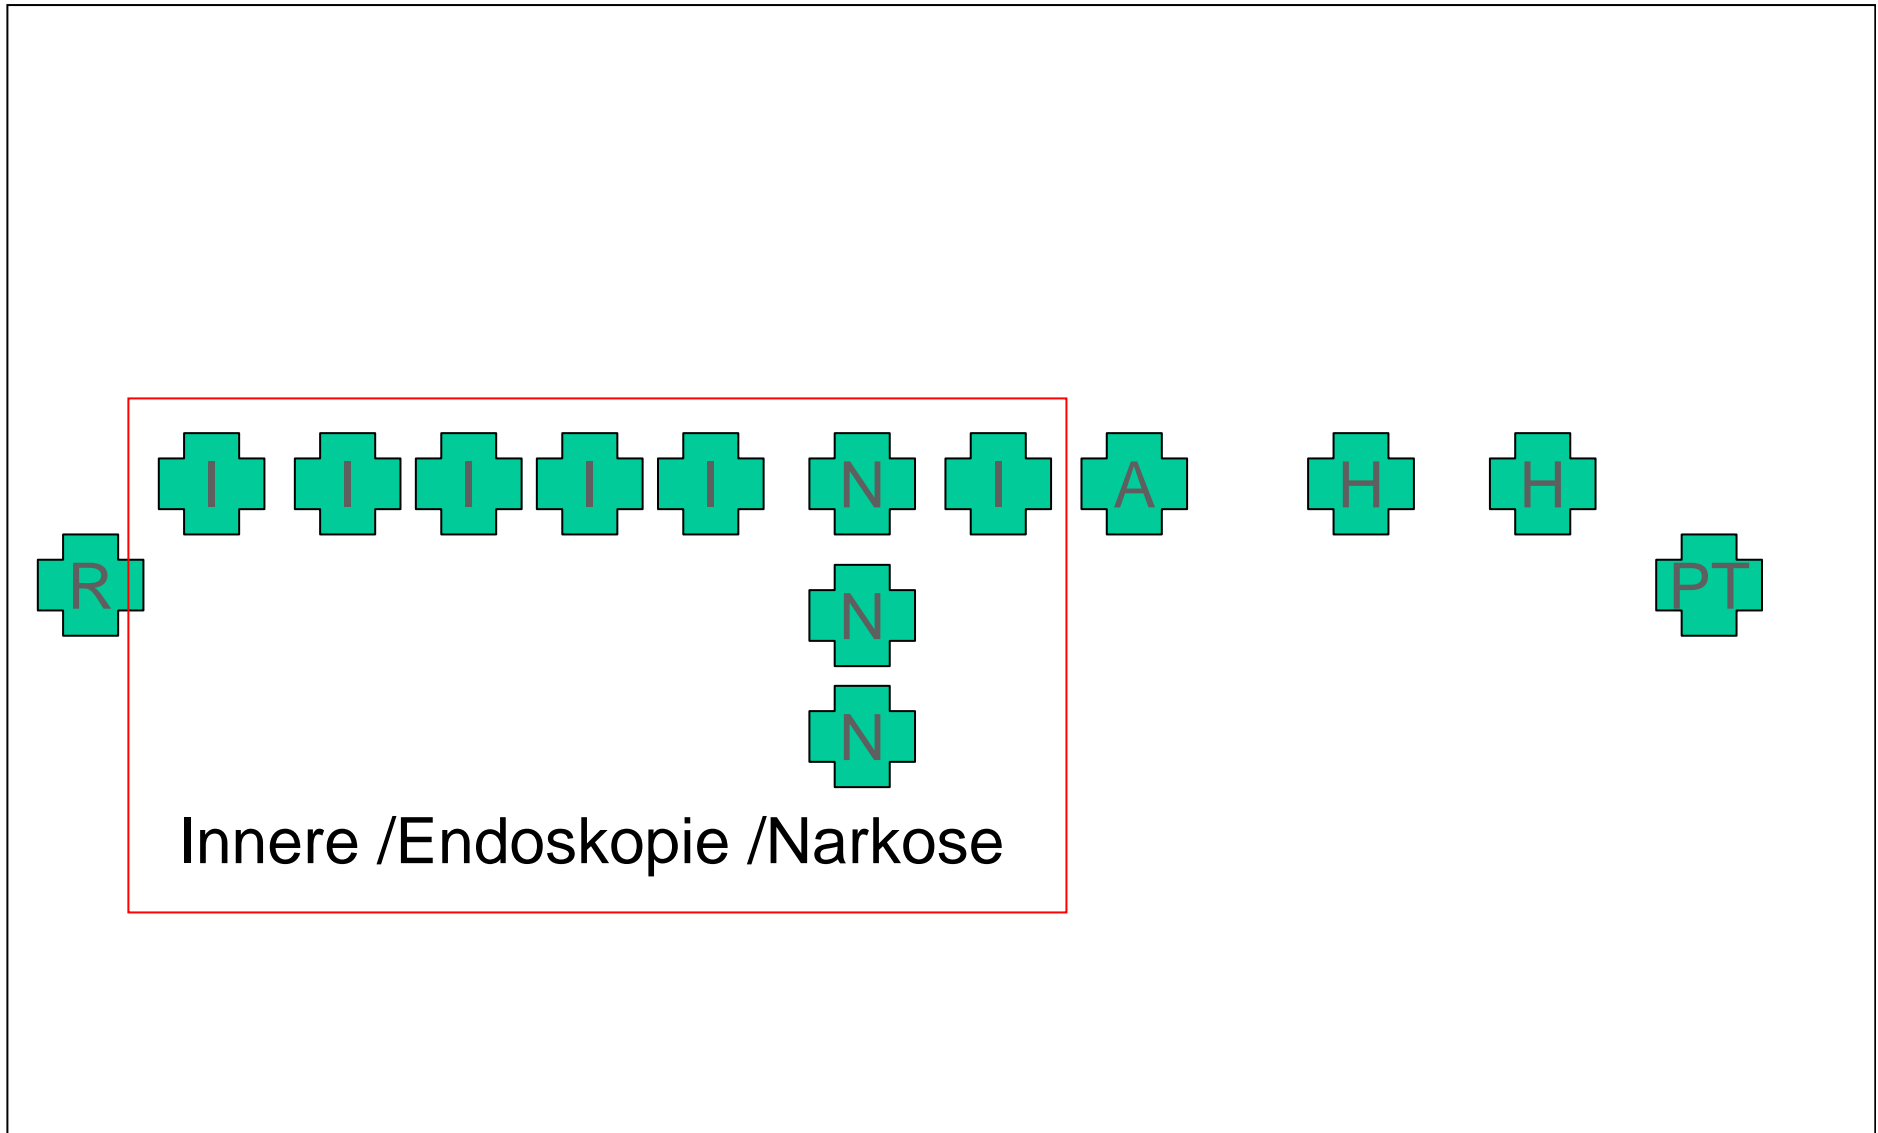 I I I I I N I A H H
R N PT
N
Innere /Endoskopie /Narkose